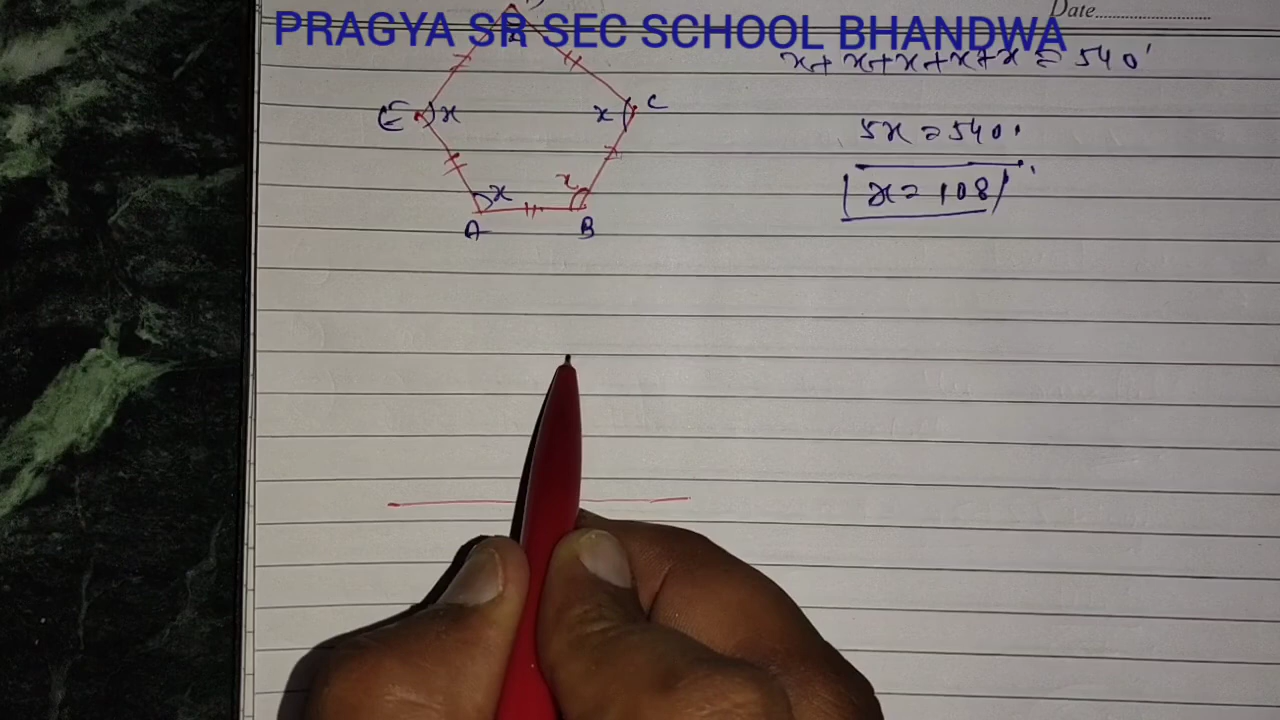 Date
PRAGYA SR SEC SCHOOL BHANDWA
x+x+x+x+x=540°
E x x C
5x=540°
x x
x=108°
A B